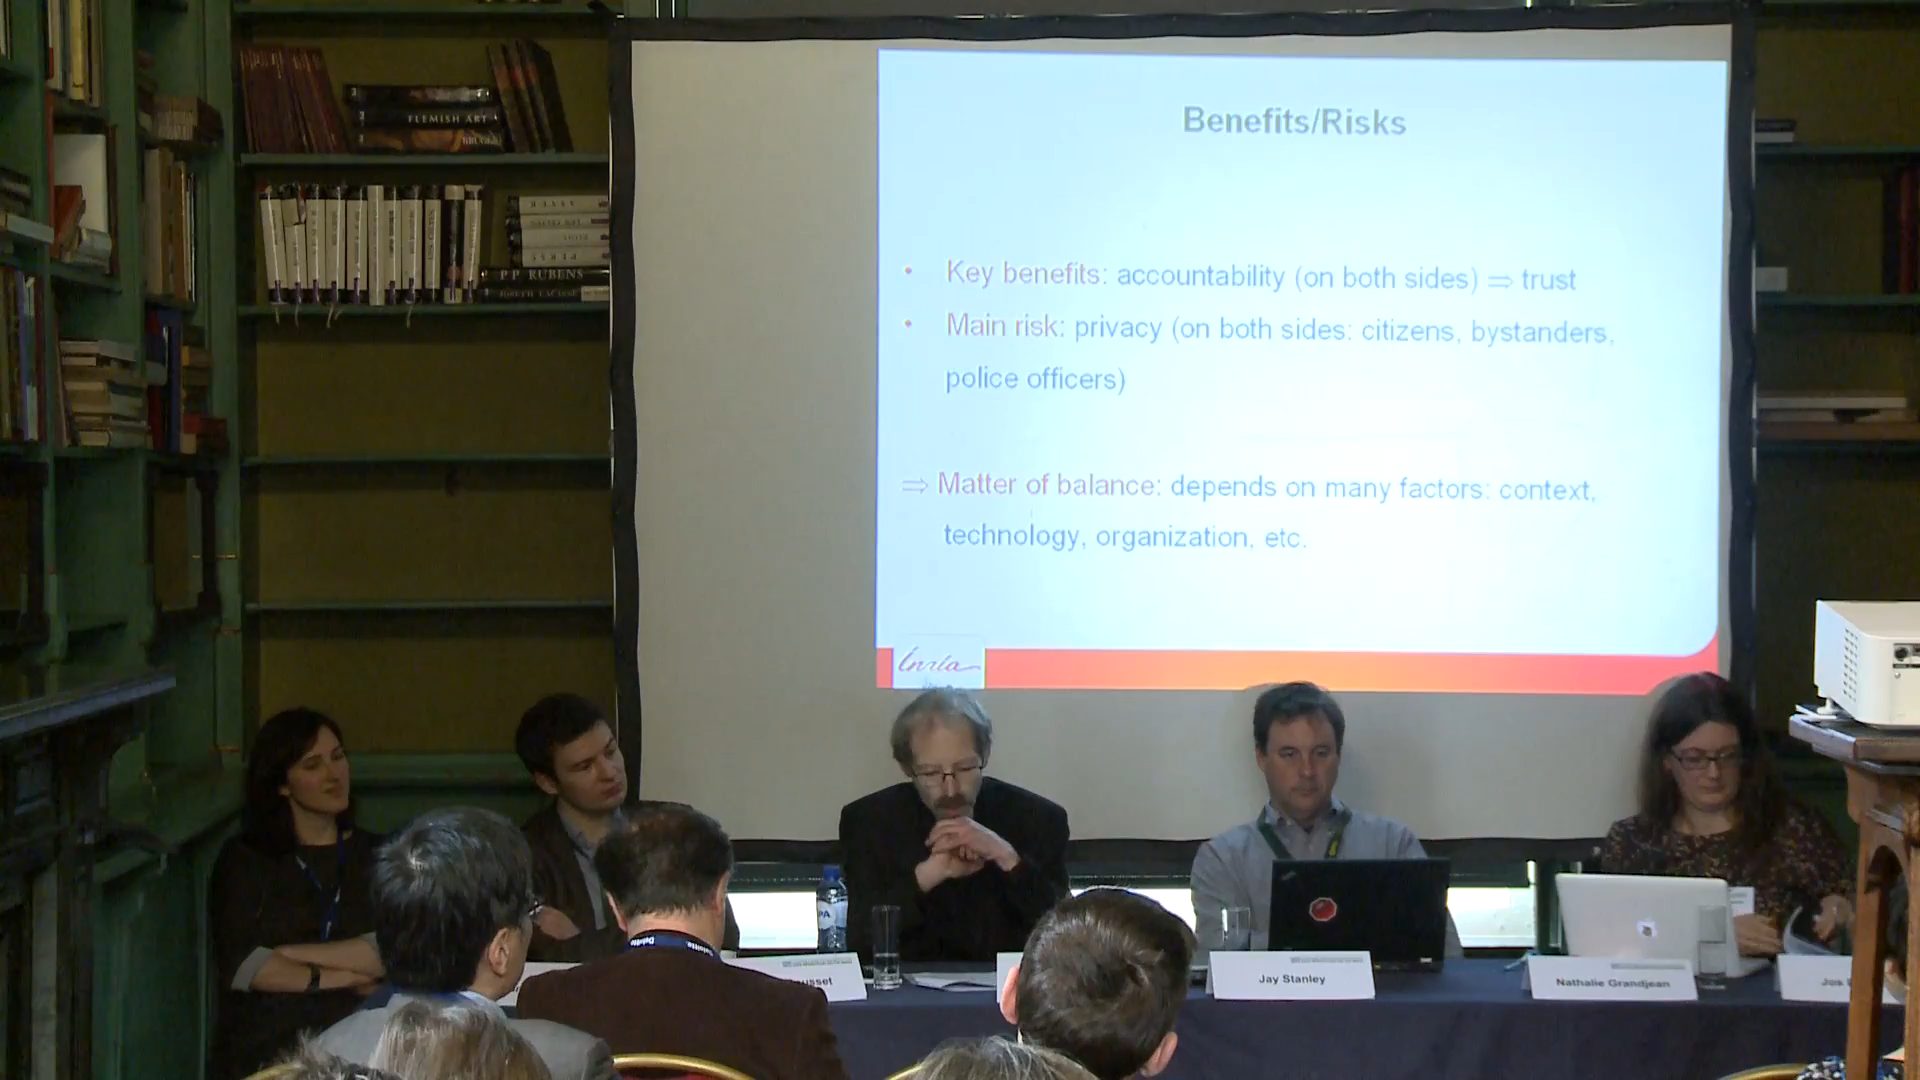 FLEMISH ART
P P RUBENS
Benefits/Risks
• Key benefits: accountability (on both sides) ⇒ trust
• Main risk: privacy (on both sides: citizens, bystanders,
police officers)
⇒ Matter of balance: depends on many factors: context,
technology, organization, etc.
Inria
Deloitte
Jay Stanley
Nathalie Grandjean